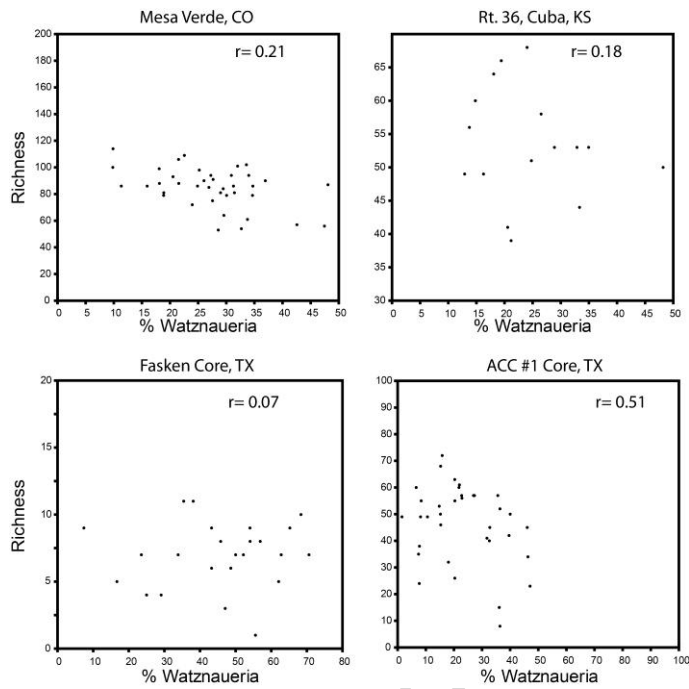 Mesa Verde, CO
r= 0.21
200
180
160
140
120
100
80
60
40
20
0
Richness
0 5 10 15 20 25 30 35 40 45 50
% Watznaueria
Rt. 36, Cuba, KS
r= 0.18
65
60
55
50
45
40
35
30
0 5 10 15 20 25 30 35 40 45 50
% Watznaueria
Fasken Core, TX
r= 0.07
20
15
10
5
0
Richness
0 10 20 30 40 50 60 70 80
% Watznaueria
ACC #1 Core, TX
r= 0.51
100
90
80
70
60
50
40
30
20
10
0
0 10 20 30 40 50 60 70 80 90 100
% Watznaueria